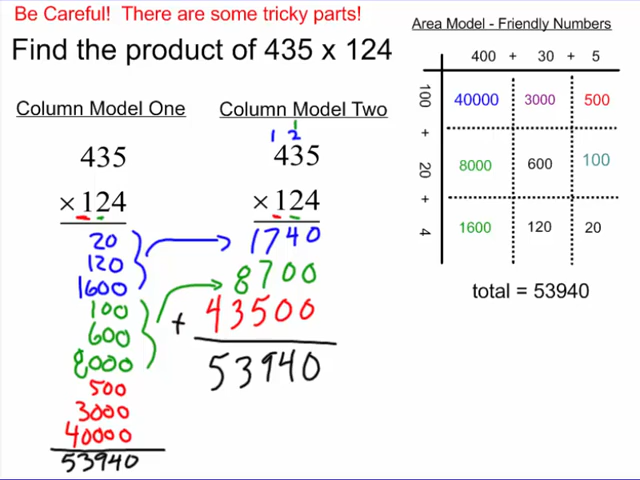 Be Careful! There are some tricky parts!
Find the product of 435 x 124
Column Model One
435
×124
20
120
1600
100
600
8000
500
3000
40000
53940
Column Model Two
1 2 1
435
×124
1740
8700
+ 43500
53940
Area Model - Friendly Numbers
400 + 30 + 5
100 + 20 + 4
40000 3000 500
8000 600 100
1600 120 20
total = 53940